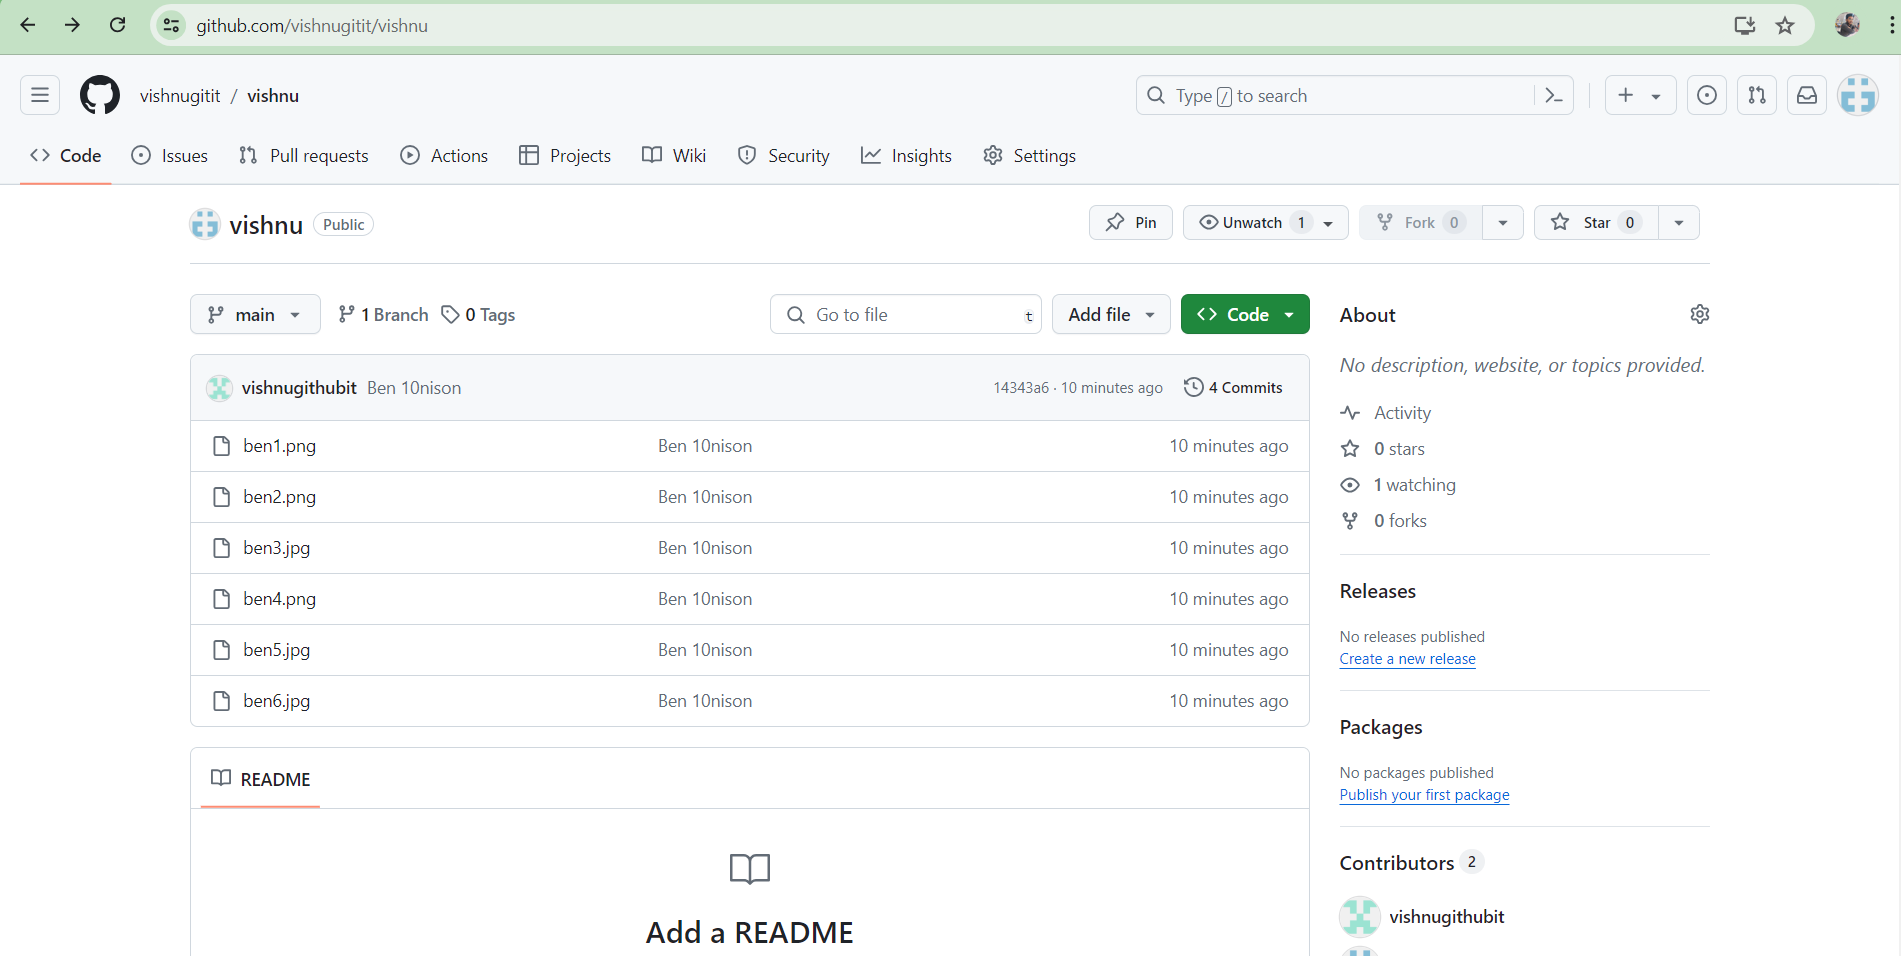 github.com/vishnugitit/vishnu
vishnugitit / vishnu
Type / to search
Code Issues Pull requests Actions Projects Wiki Security Insights Settings
vishnu Public
Pin Unwatch 1 Fork 0 Star 0
main 1 Branch 0 Tags
Go to file t
Add file Code
vishnugithubit Ben 10nison 14343a6 · 10 minutes ago 4 Commits
ben1.png Ben 10nison 10 minutes ago
ben2.png Ben 10nison 10 minutes ago
ben3.jpg Ben 10nison 10 minutes ago
ben4.png Ben 10nison 10 minutes ago
ben5.jpg Ben 10nison 10 minutes ago
ben6.jpg Ben 10nison 10 minutes ago
README
Add a README
About
No description, website, or topics provided.
Activity
0 stars
1 watching
0 forks
Releases
No releases published
Create a new release
Packages
No packages published
Publish your first package
Contributors 2
vishnugithubit